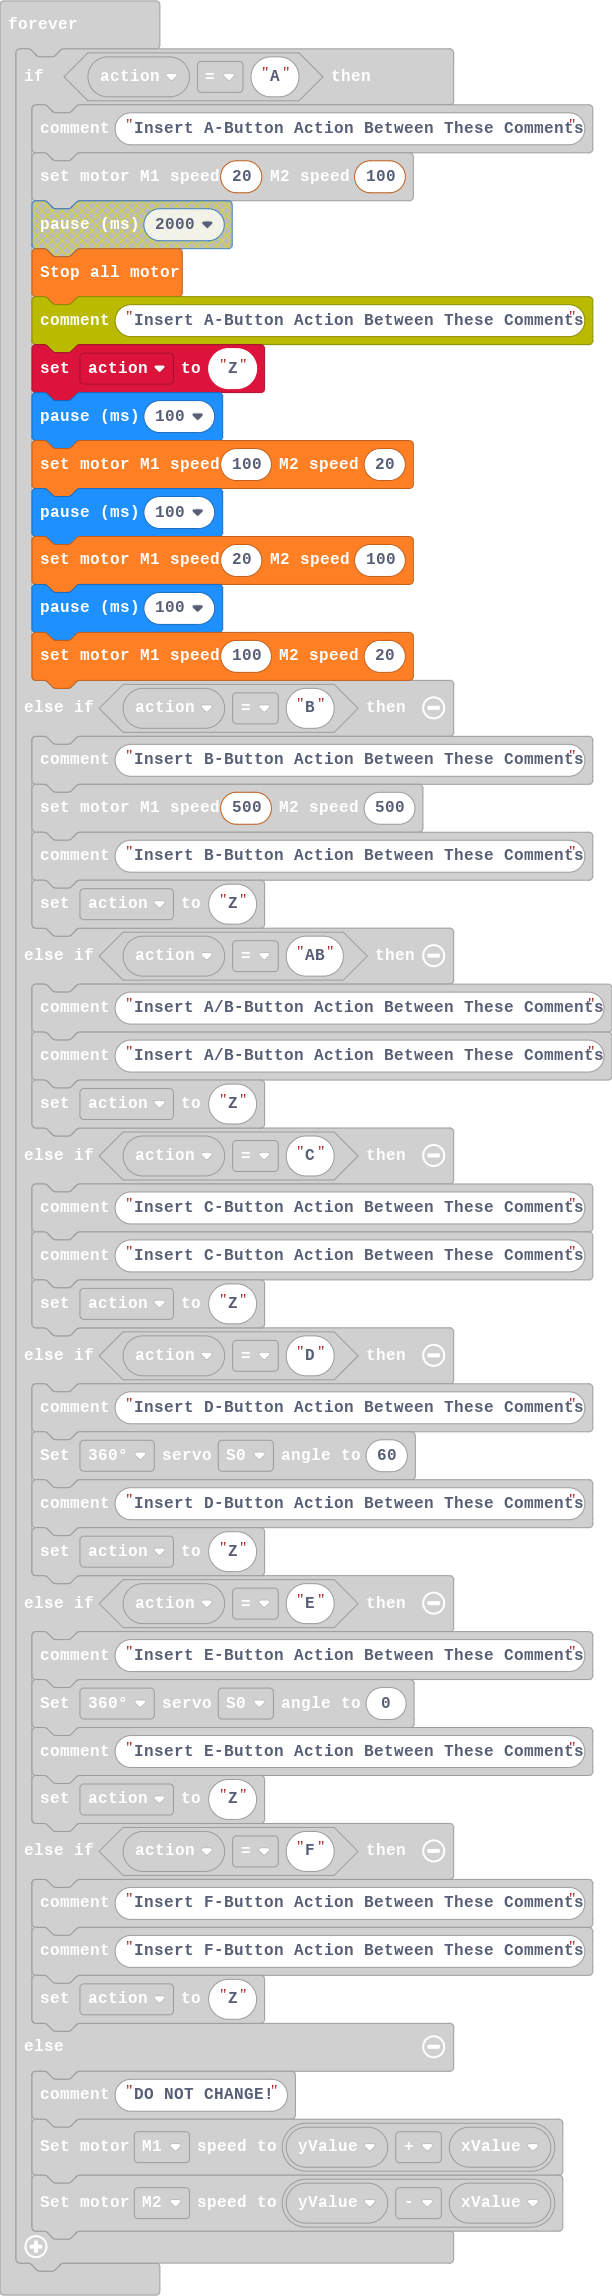 forever
if action = "A" then
comment "Insert A-Button Action Between These Comments"
set motor M1 speed 20 M2 speed 100
pause (ms) 2000
Stop all motor
comment "Insert A-Button Action Between These Comments"
set action to "Z"
pause (ms) 100
set motor M1 speed 100 M2 speed 20
pause (ms) 100
set motor M1 speed 20 M2 speed 100
pause (ms) 100
set motor M1 speed 100 M2 speed 20
else if action = "B" then
comment "Insert B-Button Action Between These Comments"
set motor M1 speed 500 M2 speed 500
comment "Insert B-Button Action Between These Comments"
set action to "Z"
else if action = "AB" then
comment "Insert A/B-Button Action Between These Comments"
comment "Insert A/B-Button Action Between These Comments"
set action to "Z"
else if action = "C" then
comment "Insert C-Button Action Between These Comments"
comment "Insert C-Button Action Between These Comments"
set action to "Z"
else if action = "D" then
comment "Insert D-Button Action Between These Comments"
Set 360° servo S0 angle to 60
comment "Insert D-Button Action Between These Comments"
set action to "Z"
else if action = "E" then
comment "Insert E-Button Action Between These Comments"
Set 360° servo S0 angle to 0
comment "Insert E-Button Action Between These Comments"
set action to "Z"
else if action = "F" then
comment "Insert F-Button Action Between These Comments"
comment "Insert F-Button Action Between These Comments"
set action to "Z"
else
comment "DO NOT CHANGE!"
Set motor M1 speed to yValue + xValue
Set motor M2 speed to yValue - xValue